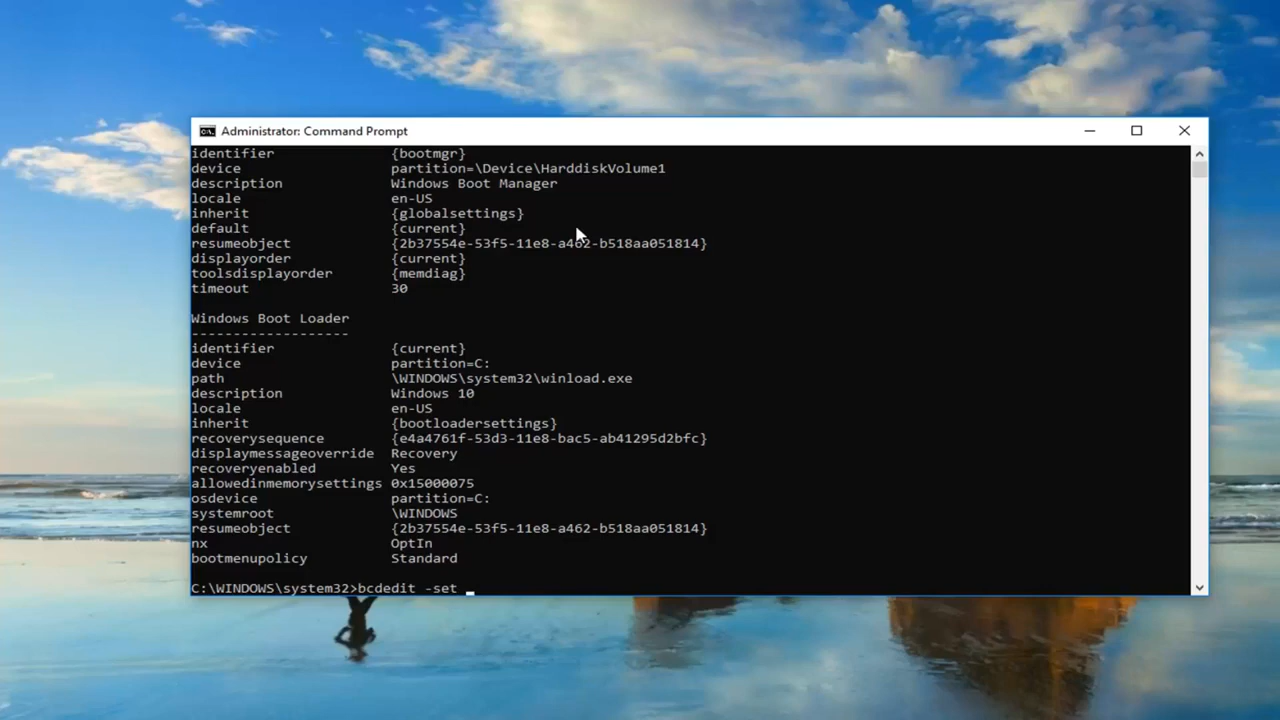 Administrator: Command Prompt
identifier {bootmgr}
device partition=\Device\HarddiskVolume1
description Windows Boot Manager
locale en-US
inherit {globalsettings}
default {current}
resumeobject {2b37554e-53f5-11e8-a462-b518aa051814}
displayorder {current}
toolsdisplayorder {memdiag}
timeout 30
Windows Boot Loader
-------------------
identifier {current}
device partition=C:
path \WINDOWS\system32\winload.exe
description Windows 10
locale en-US
inherit {bootloadersettings}
recoverysequence {e4a4761f-53d3-11e8-bac5-ab41295d2bfc}
displaymessageoverride Recovery
recoveryenabled Yes
allowedinmemorysettings 0x15000075
osdevice partition=C:
systemroot \WINDOWS
resumeobject {2b37554e-53f5-11e8-a462-b518aa051814}
nx OptIn
bootmenupolicy Standard
C:\WINDOWS\system32>bcdedit -set _